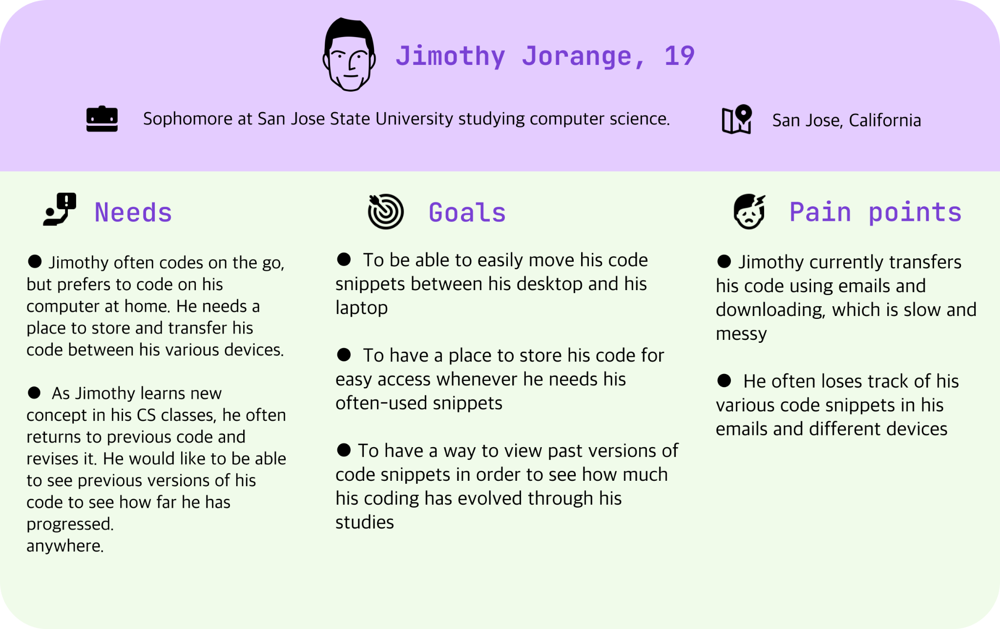 Jimothy Jorange, 19
Sophomore at San Jose State University studying computer science.
San Jose, California
Needs
● Jimothy often codes on the go,
but prefers to code on his
computer at home. He needs a
place to store and transfer his
code between his various devices.
● As Jimothy learns new
concept in his CS classes, he often
returns to previous code and
revises it. He would like to be able
to see previous versions of his
code to see how far he has
progressed.
anywhere.
Goals
● To be able to easily move his code
snippets between his desktop and his
laptop
● To have a place to store his code for
easy access whenever he needs his
often-used snippets
● To have a way to view past versions of
code snippets in order to see how much
his coding has evolved through his
studies
Pain points
● Jimothy currently transfers
his code using emails and
downloading, which is slow and
messy
● He often loses track of his
various code snippets in his
emails and different devices